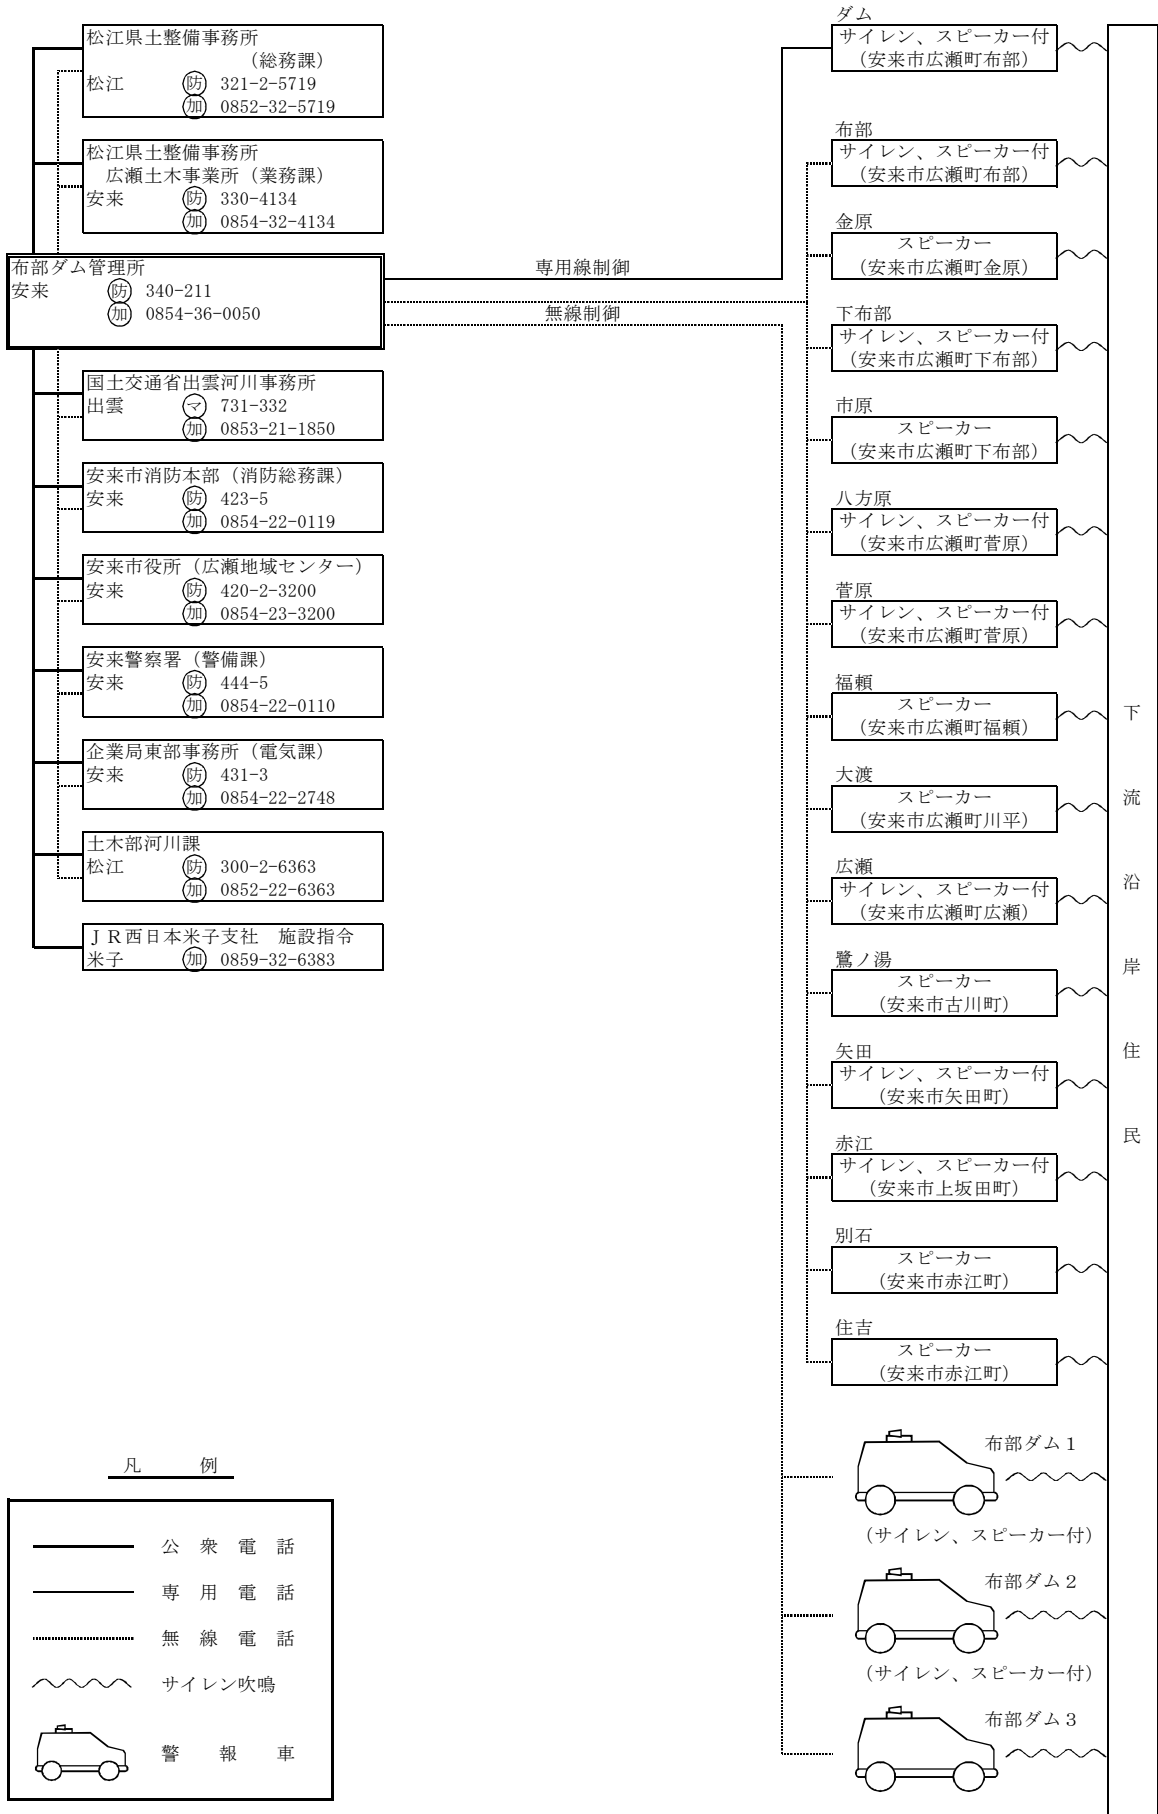 松江県土整備事務所
（総務課）
松江 防 321-2-5719
加 0852-32-5719
松江県土整備事務所
広瀬土木事業所（業務課）
安来 防 330-4134
加 0854-32-4134
布部ダム管理所
安来 防 340-211
加 0854-36-0050
国土交通省出雲河川事務所
出雲 マ 731-332
加 0853-21-1850
安来市消防本部（消防総務課）
安来 防 423-5
加 0854-22-0119
安来市役所（広瀬地域センター）
安来 防 420-2-3200
加 0854-23-3200
安来警察署（警備課）
安来 防 444-5
加 0854-22-0110
企業局東部事務所（電気課）
安来 防 431-3
加 0854-22-2748
土木部河川課
松江 防 300-2-6363
加 0852-22-6363
ＪＲ西日本米子支社　施設指令
米子 加 0859-32-6383
専用線制御
無線制御
ダム
サイレン、スピーカー付
（安来市広瀬町布部）
布部
サイレン、スピーカー付
（安来市広瀬町布部）
金原
スピーカー
（安来市広瀬町金原）
下布部
サイレン、スピーカー付
（安来市広瀬町下布部）
市原
スピーカー
（安来市広瀬町下布部）
八方原
サイレン、スピーカー付
（安来市広瀬町菅原）
菅原
サイレン、スピーカー付
（安来市広瀬町菅原）
福頼
スピーカー
（安来市広瀬町福頼）
大渡
スピーカー
（安来市広瀬町川平）
広瀬
サイレン、スピーカー付
（安来市広瀬町広瀬）
鷺ノ湯
スピーカー
（安来市古川町）
矢田
サイレン、スピーカー付
（安来市矢田町）
赤江
サイレン、スピーカー付
（安来市上坂田町）
別石
スピーカー
（安来市赤江町）
住吉
スピーカー
（安来市赤江町）
布部ダム１
（サイレン、スピーカー付）
布部ダム２
（サイレン、スピーカー付）
布部ダム３
下流沿岸住民
凡　例
公衆電話
専用電話
無線電話
サイレン吹鳴
警報車